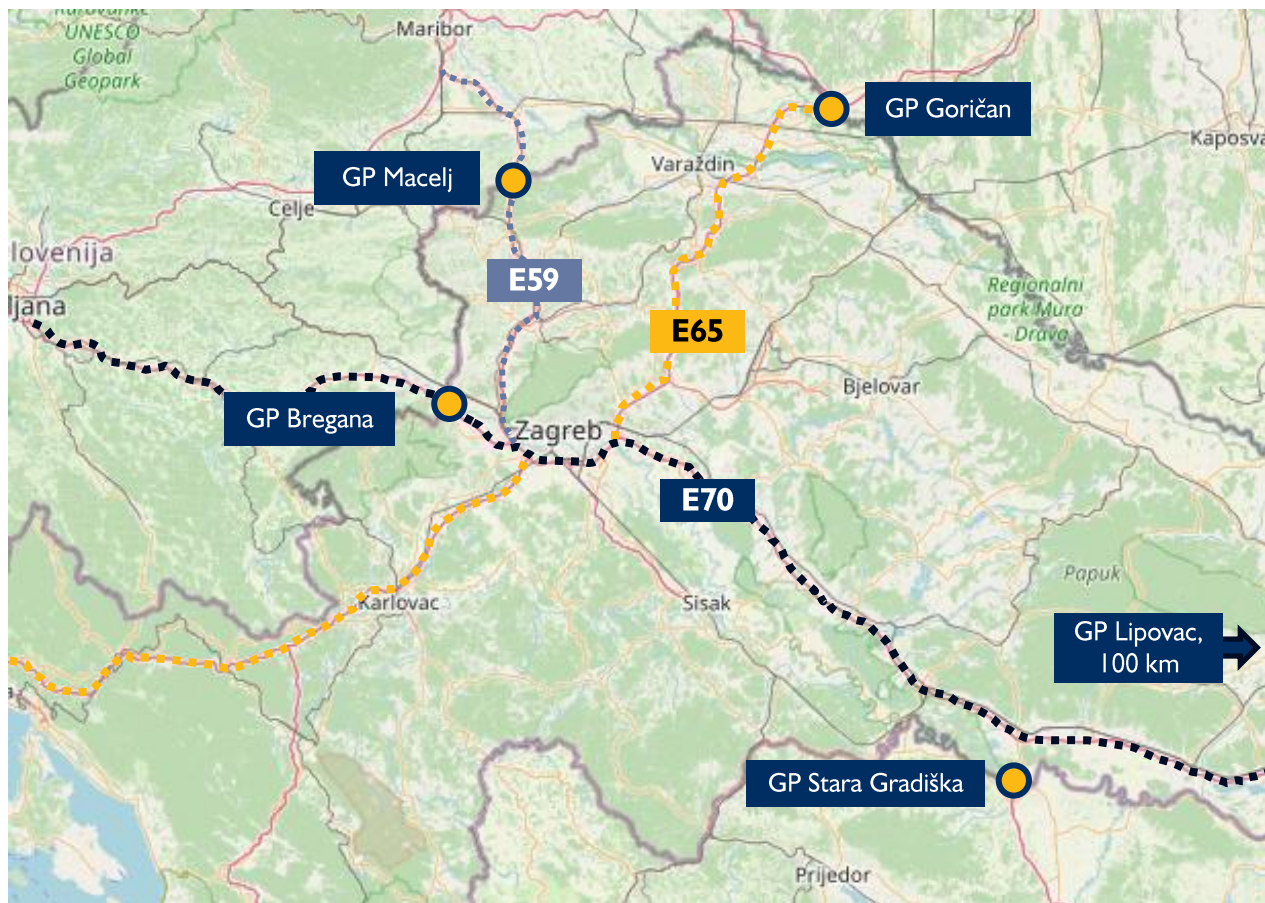 UNESCO
Global
Geopark
Maribor
GP Goričan
Kaposva
Varaždin
GP Macelj
Celje
lovenija
E59
Regionalni
park Mura
Drava
ljana
E65
Bjelovar
GP Bregana
Zagreb
E70
Papuk
Karlovac
Sisak
GP Lipovac,
100 km
GP Stara Gradiška
Prijedor